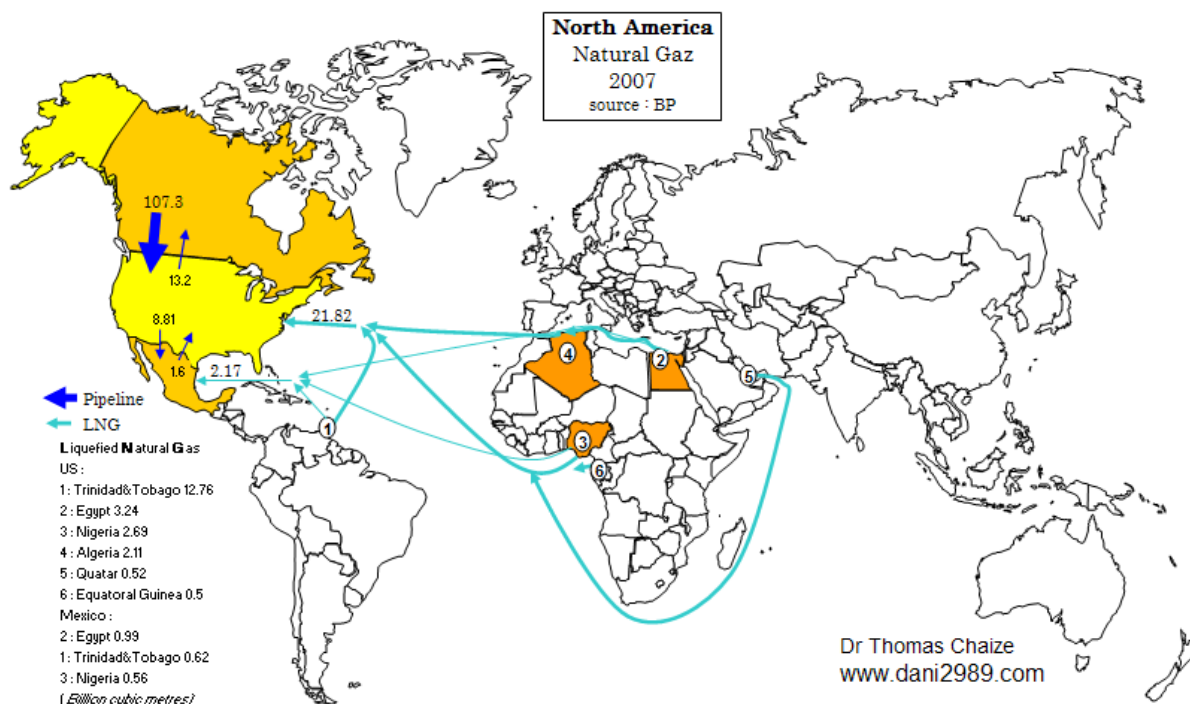 North America
Natural Gaz
2007
source : BP
107.3
13.2
8.81
1.6
21.82
2.17
1
2
3
4
5
6
Pipeline
LNG
Liquefied Natural Gas
US :
1: Trinidad&Tobago 12.76
2 : Egypt 3.24
3 : Nigeria 2.69
4 : Algeria 2.11
5 : Quatar 0.52
6 : Equatoral Guinea 0.5
Mexico :
2 : Egypt 0.99
1 : Trinidad&Tobago 0.62
3 : Nigeria 0.56
( Billion cubic metres)
Dr Thomas Chaize
www.dani2989.com